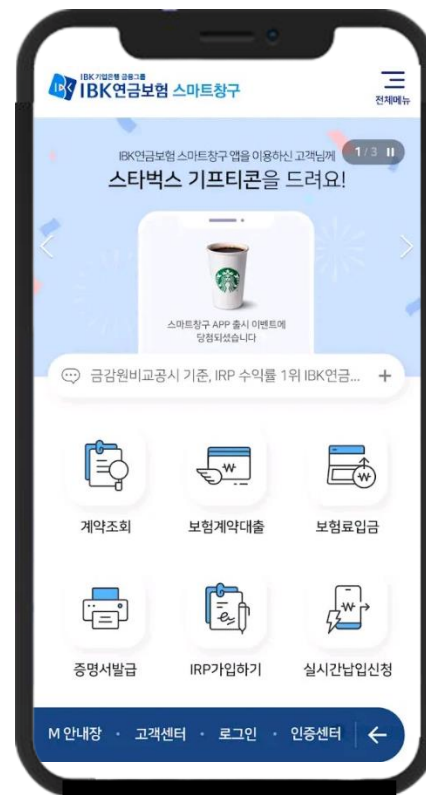 IBK기업은행 금융그룹
IBK연금보험 스마트창구
전체메뉴
IBK연금보험 스마트창구 앱을 이용하신 고객님께
1 / 3
스타벅스 기프티콘을 드려요!
스마트창구 APP 출시 이벤트에
당첨되셨습니다
금감원비교공시 기준, IRP 수익률 1위 IBK연금... +
계약조회 보험계약대출 보험료입금
증명서발급 IRP가입하기 실시간납입신청
M 안내장 · 고객센터 · 로그인 · 인증센터